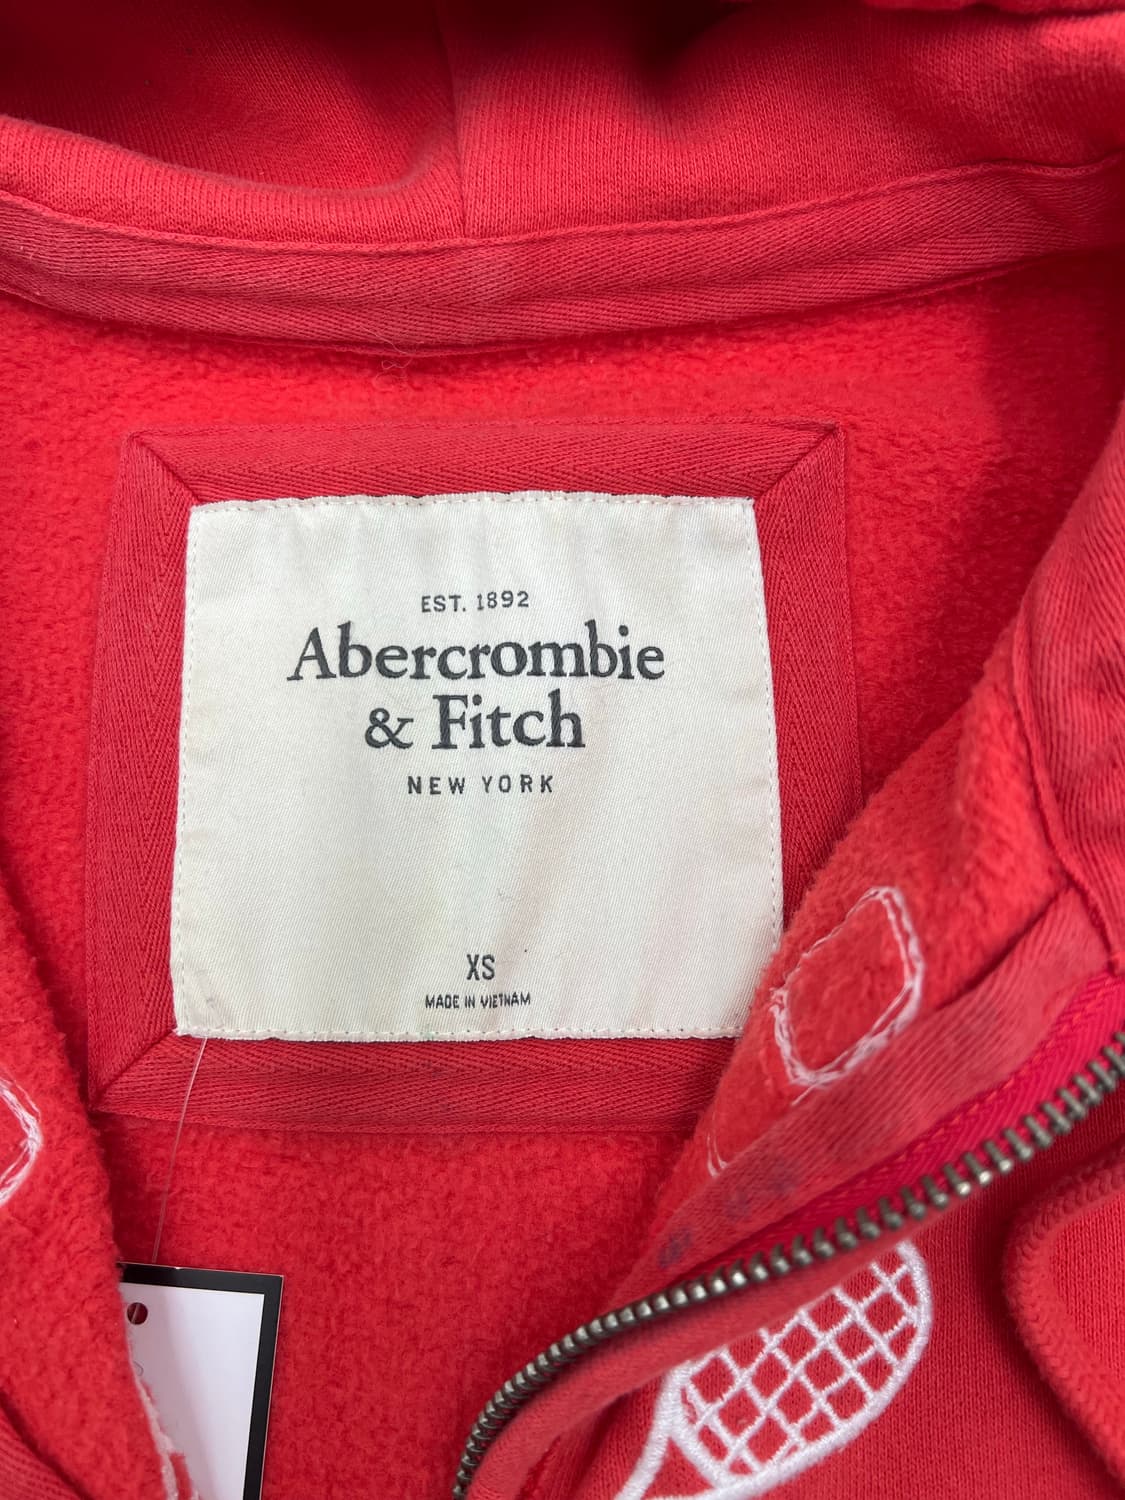 EST. 1892
Abercrombie
& Fitch
NEW YORK
XS
MADE IN VIETNAM